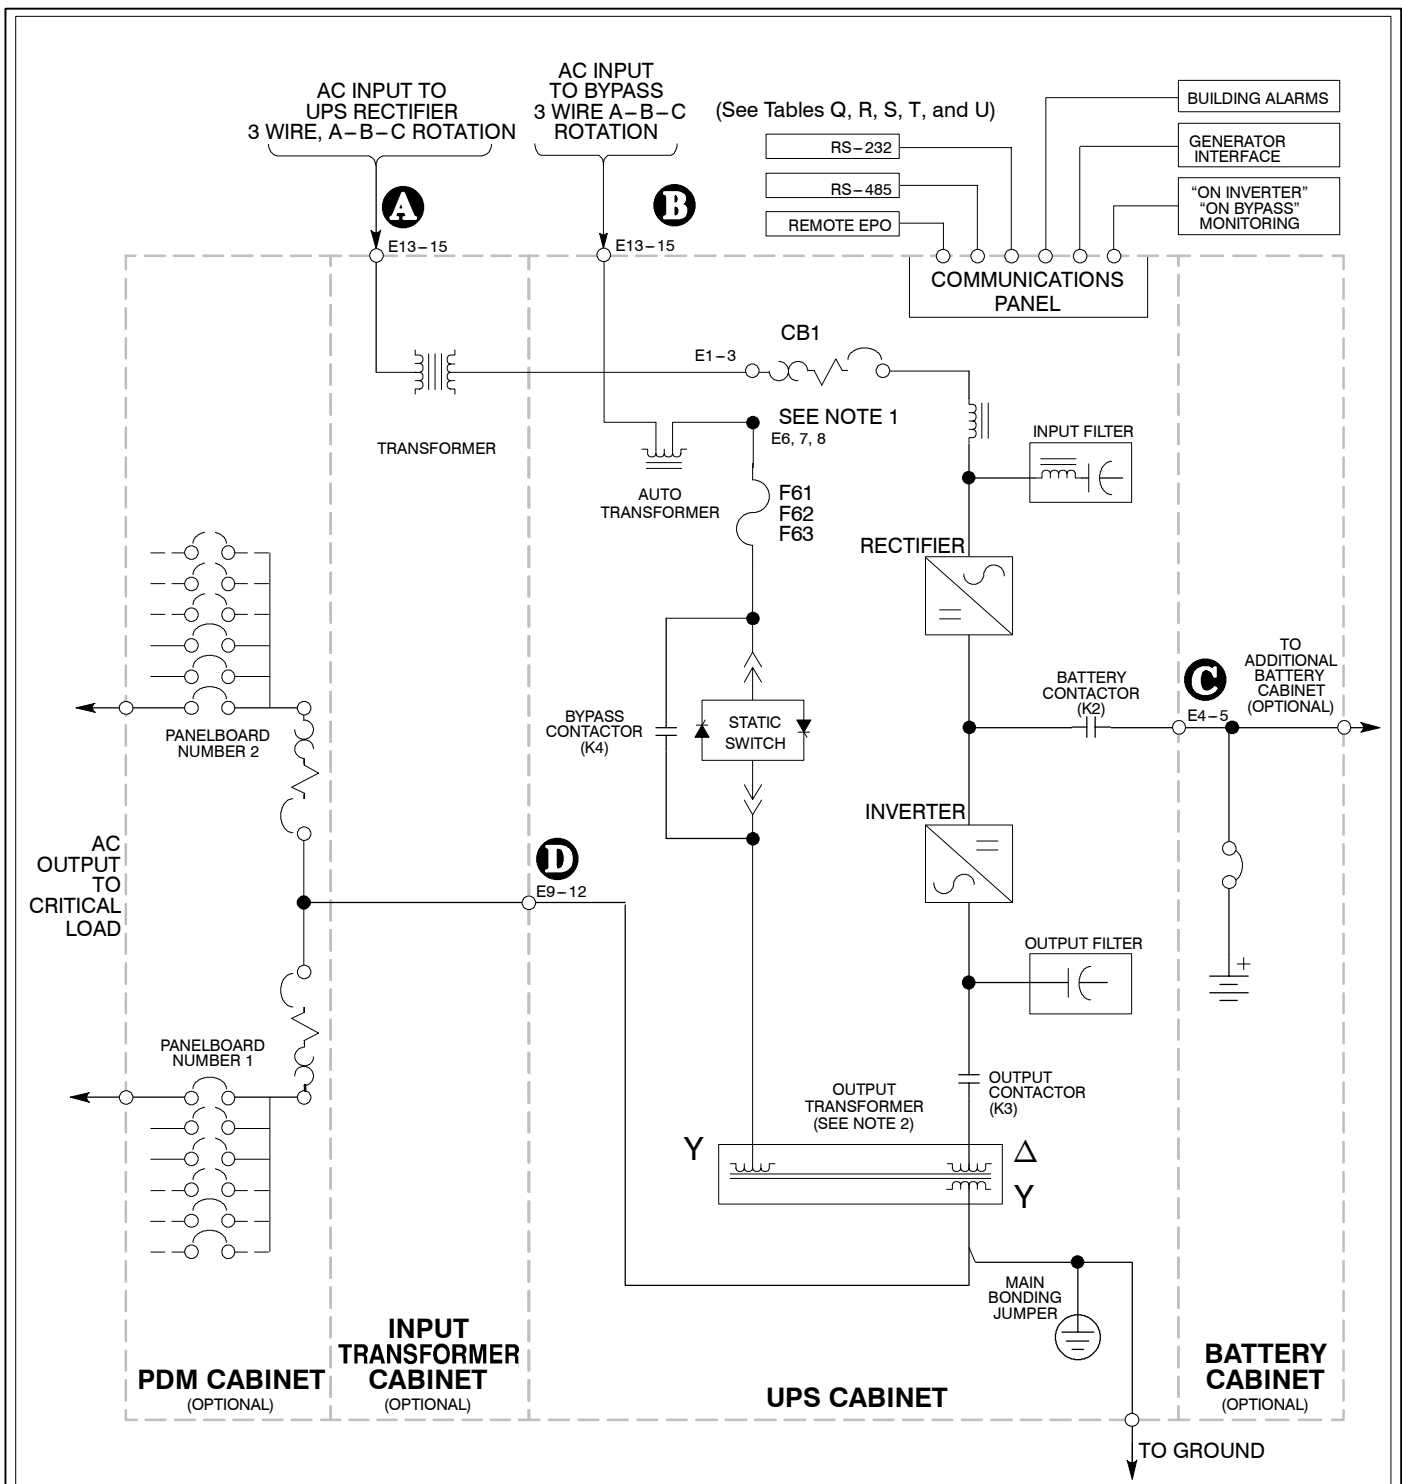 AC INPUT TO
UPS RECTIFIER
3 WIRE, A–B–C ROTATION
AC INPUT
TO BYPASS
3 WIRE A–B–C
ROTATION
(See Tables Q, R, S, T, and U)
RS–232
RS–485
REMOTE EPO
BUILDING ALARMS
GENERATOR
INTERFACE
“ON INVERTER”
“ON BYPASS”
MONITORING
A
B
E13–15
E13–15
COMMUNICATIONS
PANEL
CB1
E1–3
TRANSFORMER
SEE NOTE 1
E6, 7, 8
AUTO
TRANSFORMER
F61
F62
F63
INPUT FILTER
RECTIFIER
BATTERY
CONTACTOR
(K2)
C
E4–5
TO
ADDITIONAL
BATTERY
CABINET
(OPTIONAL)
BYPASS
CONTACTOR
(K4)
STATIC
SWITCH
PANELBOARD
NUMBER 2
INVERTER
AC
OUTPUT
TO
CRITICAL
LOAD
D
E9–12
OUTPUT FILTER
+
PANELBOARD
NUMBER 1
OUTPUT
TRANSFORMER
(SEE NOTE 2)
OUTPUT
CONTACTOR
(K3)
Y
Δ
Y
MAIN
BONDING
JUMPER
PDM CABINET
(OPTIONAL)
INPUT
TRANSFORMER
CABINET
(OPTIONAL)
UPS CABINET
BATTERY
CABINET
(OPTIONAL)
TO GROUND